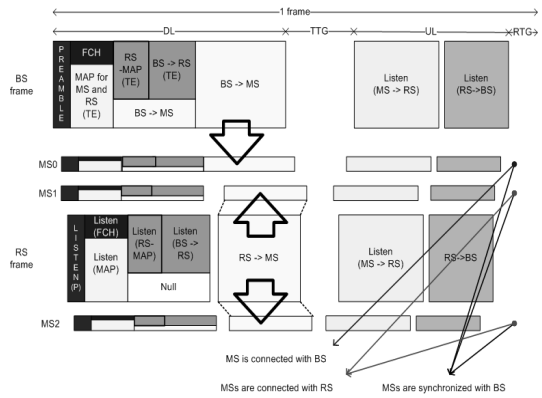 1 frame
DL
TTG
UL
RTG
BS
frame
PREAMBLE
FCH
MAP for
MS and
RS
(TE)
RS
-MAP
(TE)
BS -> RS
(TE)
BS -> MS
BS -> MS
Listen
(MS -> RS)
Listen
(RS->BS)
MS0
MS1
RS
frame
LISTEN(P)
Listen
(FCH)
Listen
(MAP)
Listen
(RS-
MAP)
Listen
(BS ->
RS)
Null
RS -> MS
Listen
(MS -> RS)
RS->BS
MS2
MS is connected with BS
MSs are connected with RS
MSs are synchronized with BS